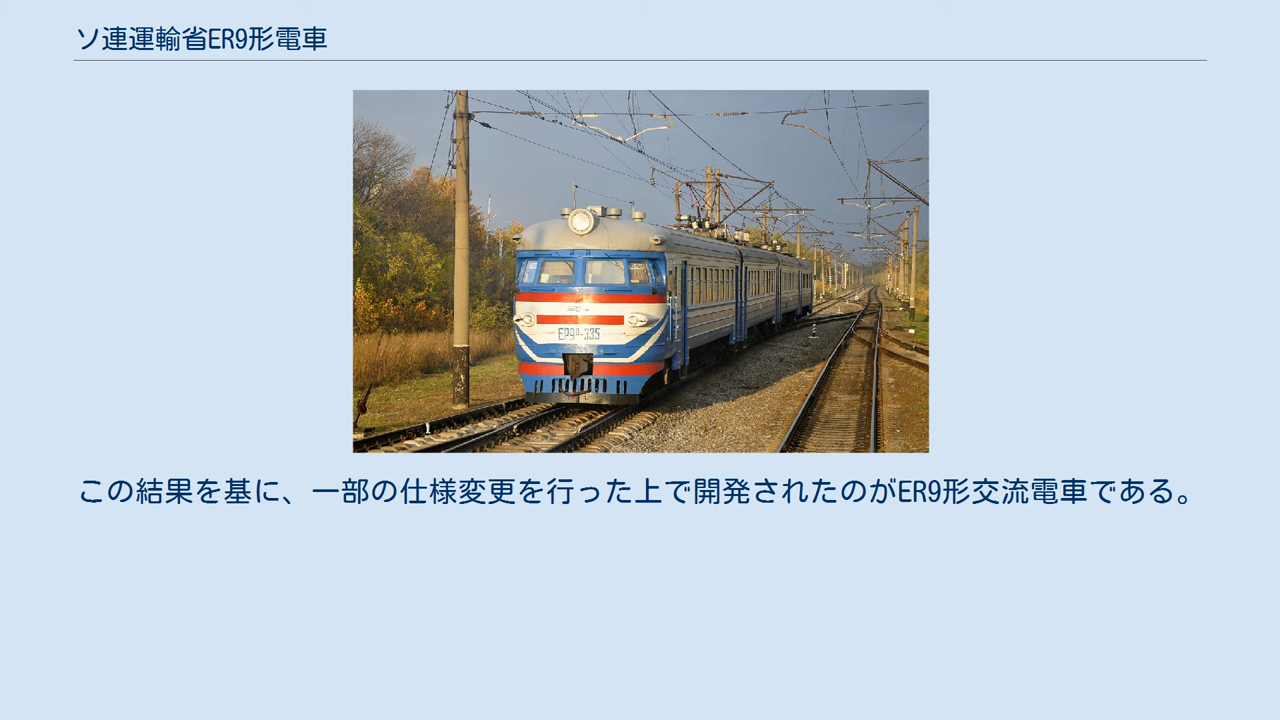 ソ連運輸省ER9形電車
ЭР9П-335
この結果を基に、一部の仕様変更を行った上で開発されたのがER9形交流電車である。